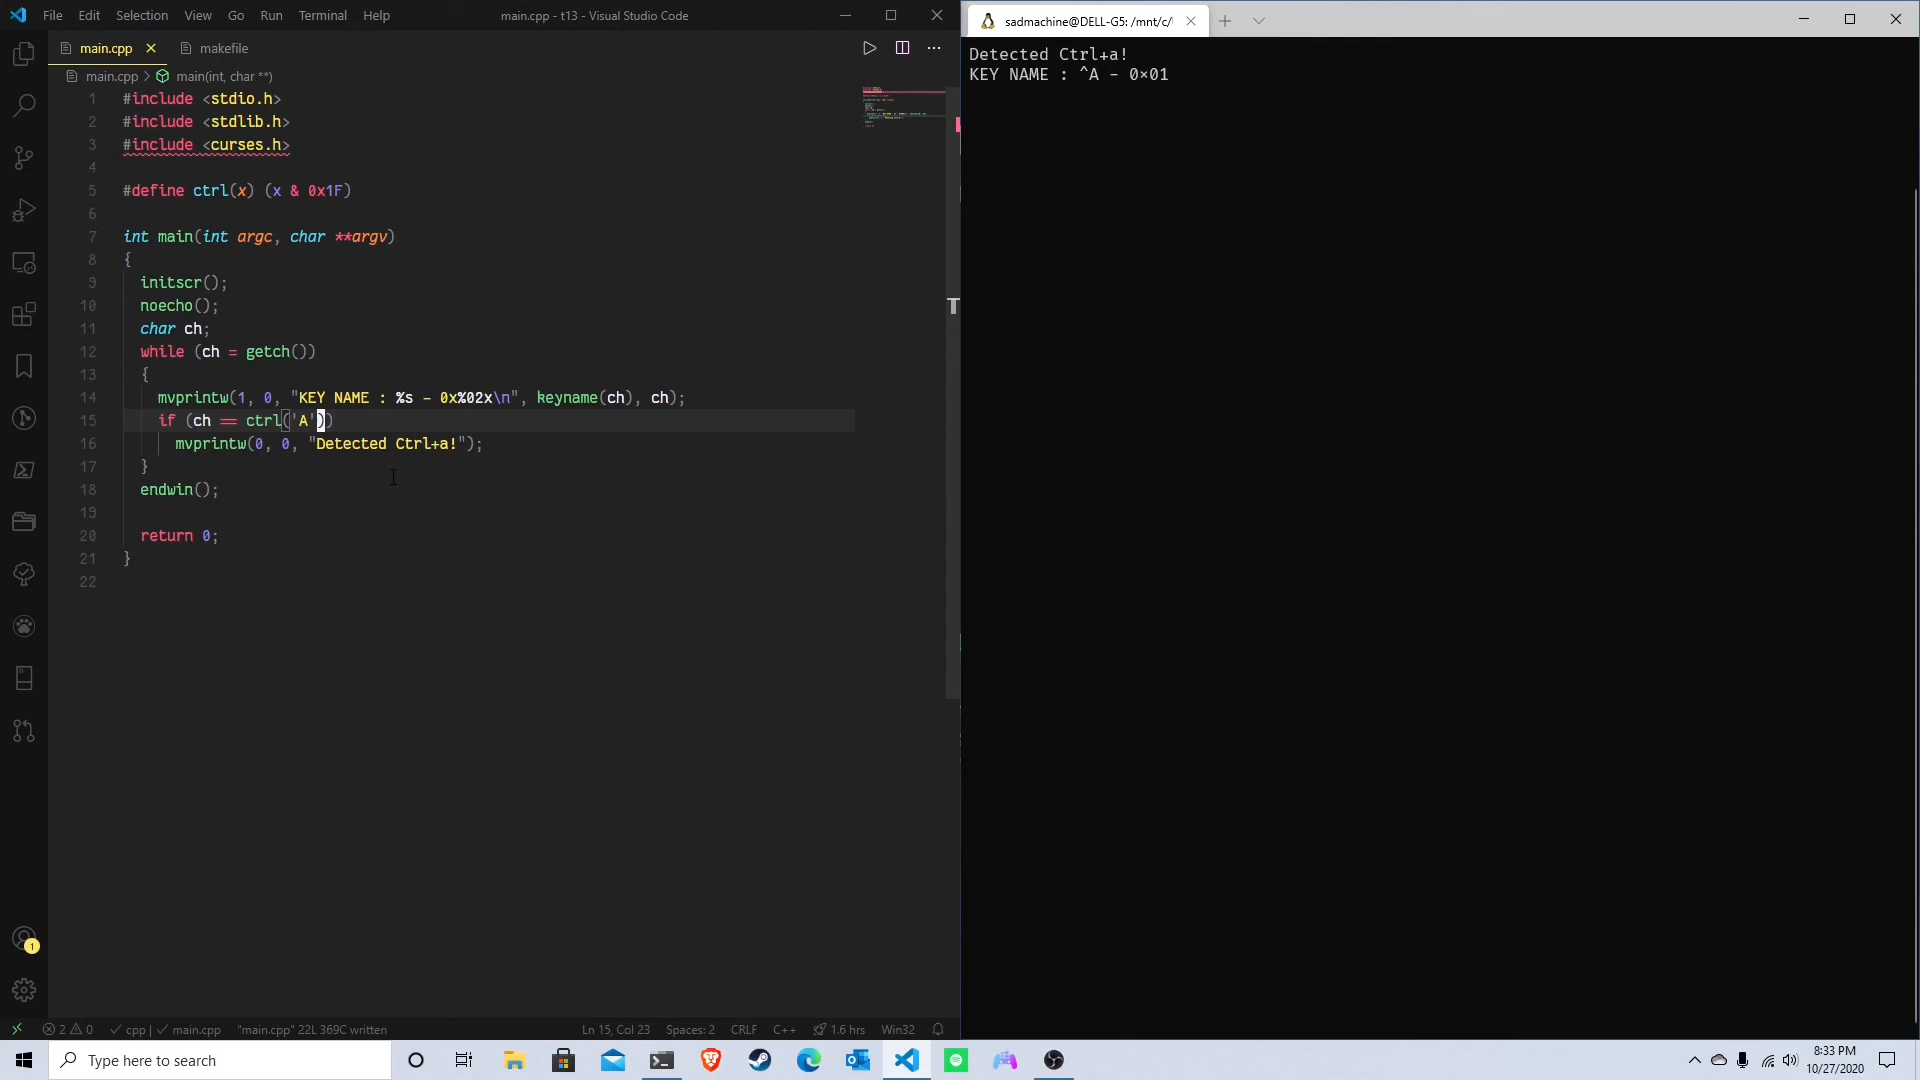 File Edit Selection View Go Run Terminal Help main.cpp - t13 - Visual Studio Code
main.cpp makefile
main.cpp > main(int, char **)
1 #include <stdio.h>
2 #include <stdlib.h>
3 #include <curses.h>
4
5 #define ctrl(x) (x & 0x1F)
6
7 int main(int argc, char **argv)
8 {
9 initscr();
10 noecho();
11 char ch;
12 while (ch = getch())
13 {
14 mvprintw(1, 0, "KEY NAME : %s - 0x%02x\n", keyname(ch), ch);
15 if (ch == ctrl('A'))
16 mvprintw(0, 0, "Detected Ctrl+a!");
17 }
18 endwin();
19
20 return 0;
21 }
22
1
2 0 cpp | main.cpp "main.cpp" 22L 369C written Ln 15, Col 23 Spaces: 2 CRLF C++ 1.6 hrs Win32
sadmachine@DELL-G5: /mnt/c/
Detected Ctrl+a!
KEY NAME : ^A - 0×01
Type here to search
8:33 PM
10/27/2020